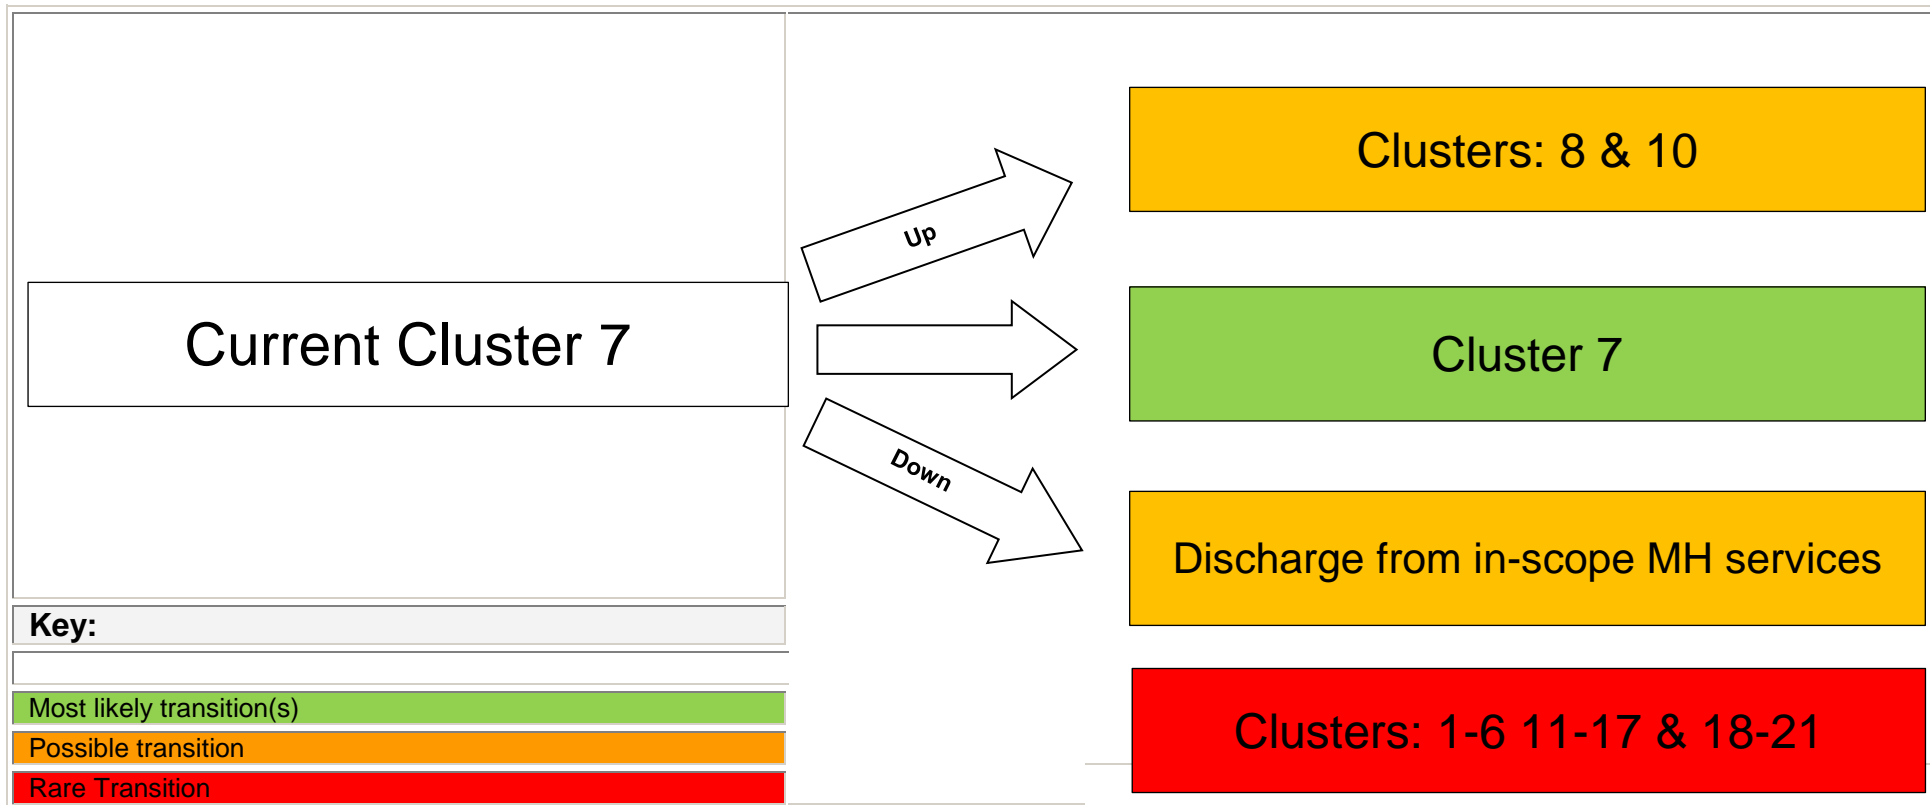 Clusters: 8 & 10
Up
Current Cluster 7
Cluster 7
Down
Discharge from in-scope MH services
Key:
Most likely transition(s)
Possible transition
Rare Transition
Clusters: 1-6 11-17 & 18-21